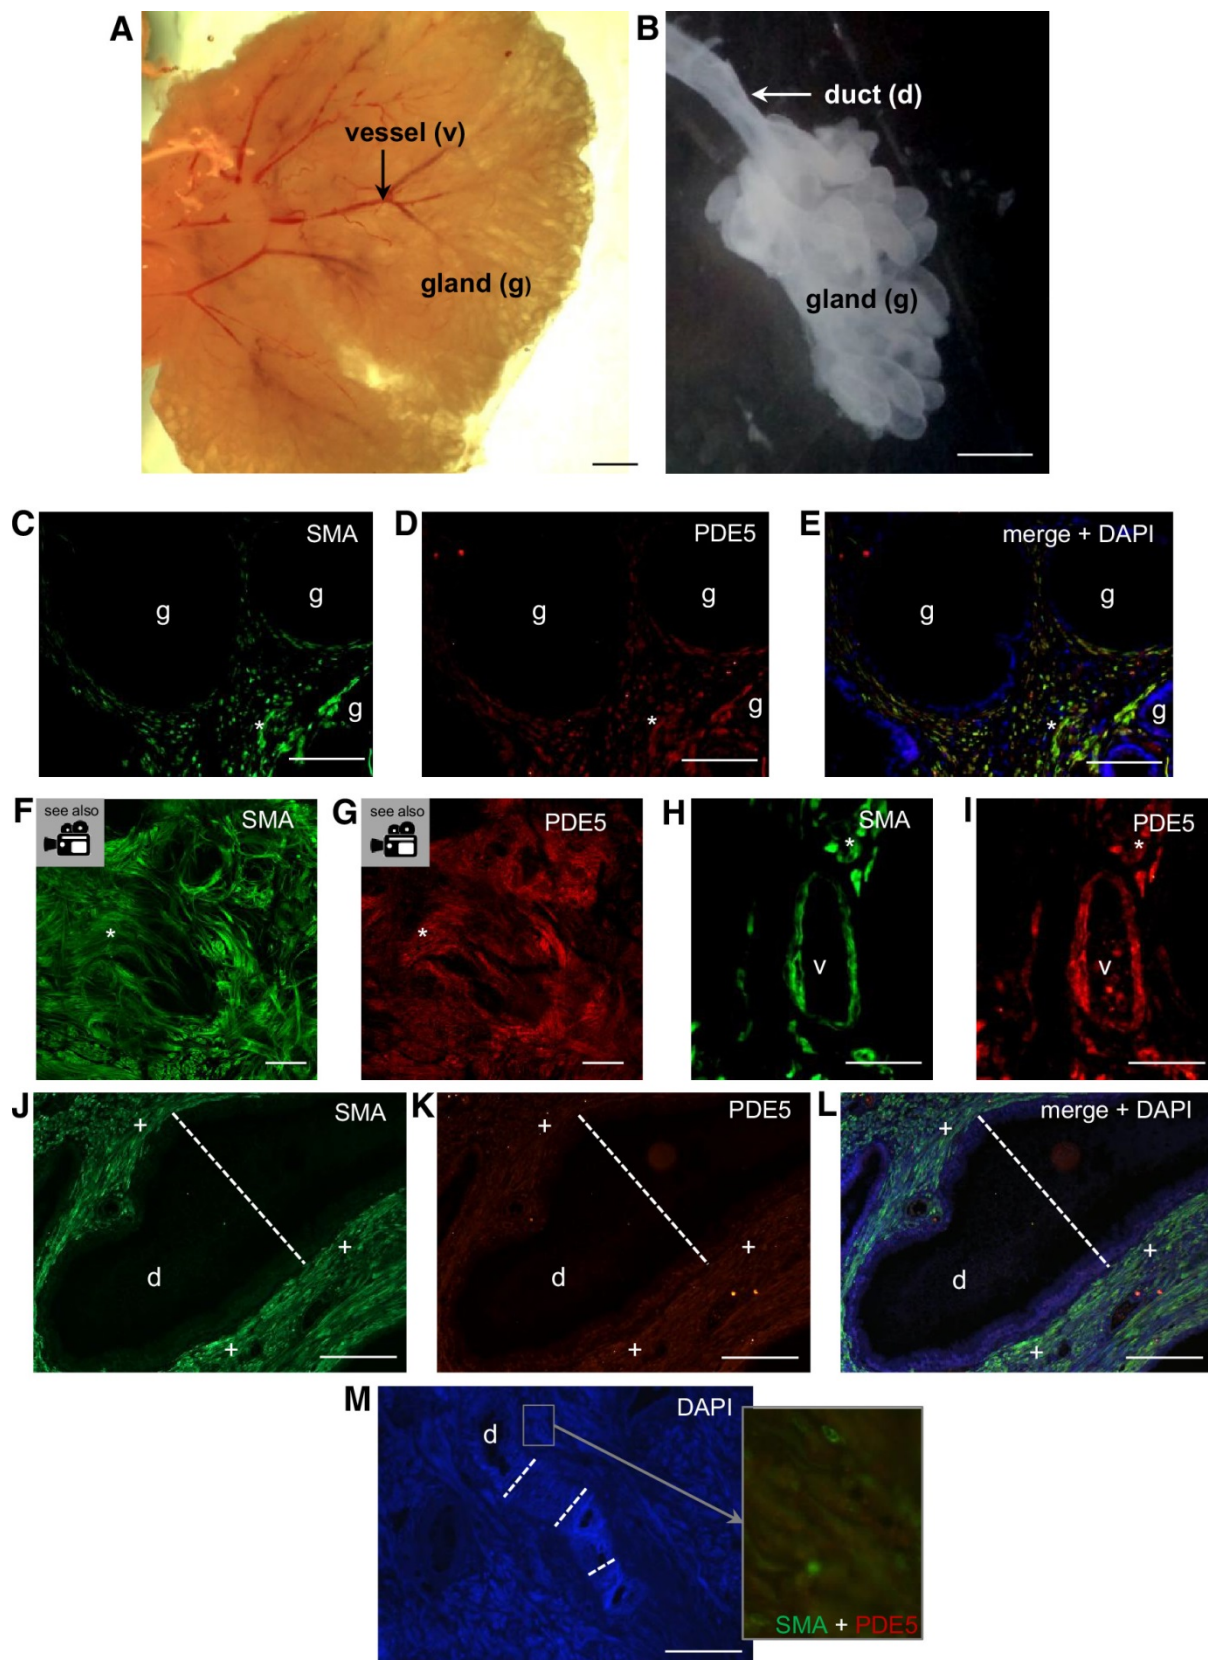 A
vessel (v)
gland (g)
B
duct (d)
gland (g)
C
SMA
g
g
*
g
D
PDE5
g
g
*
g
E
merge + DAPI
g
g
*
g
F
see also
SMA
*
G
see also
PDE5
*
H
SMA
*
v
I
PDE5
*
v
J
SMA
+
+
d
+
K
PDE5
+
+
d
+
L
merge + DAPI
+
+
d
+
M
DAPI
d
SMA + PDE5